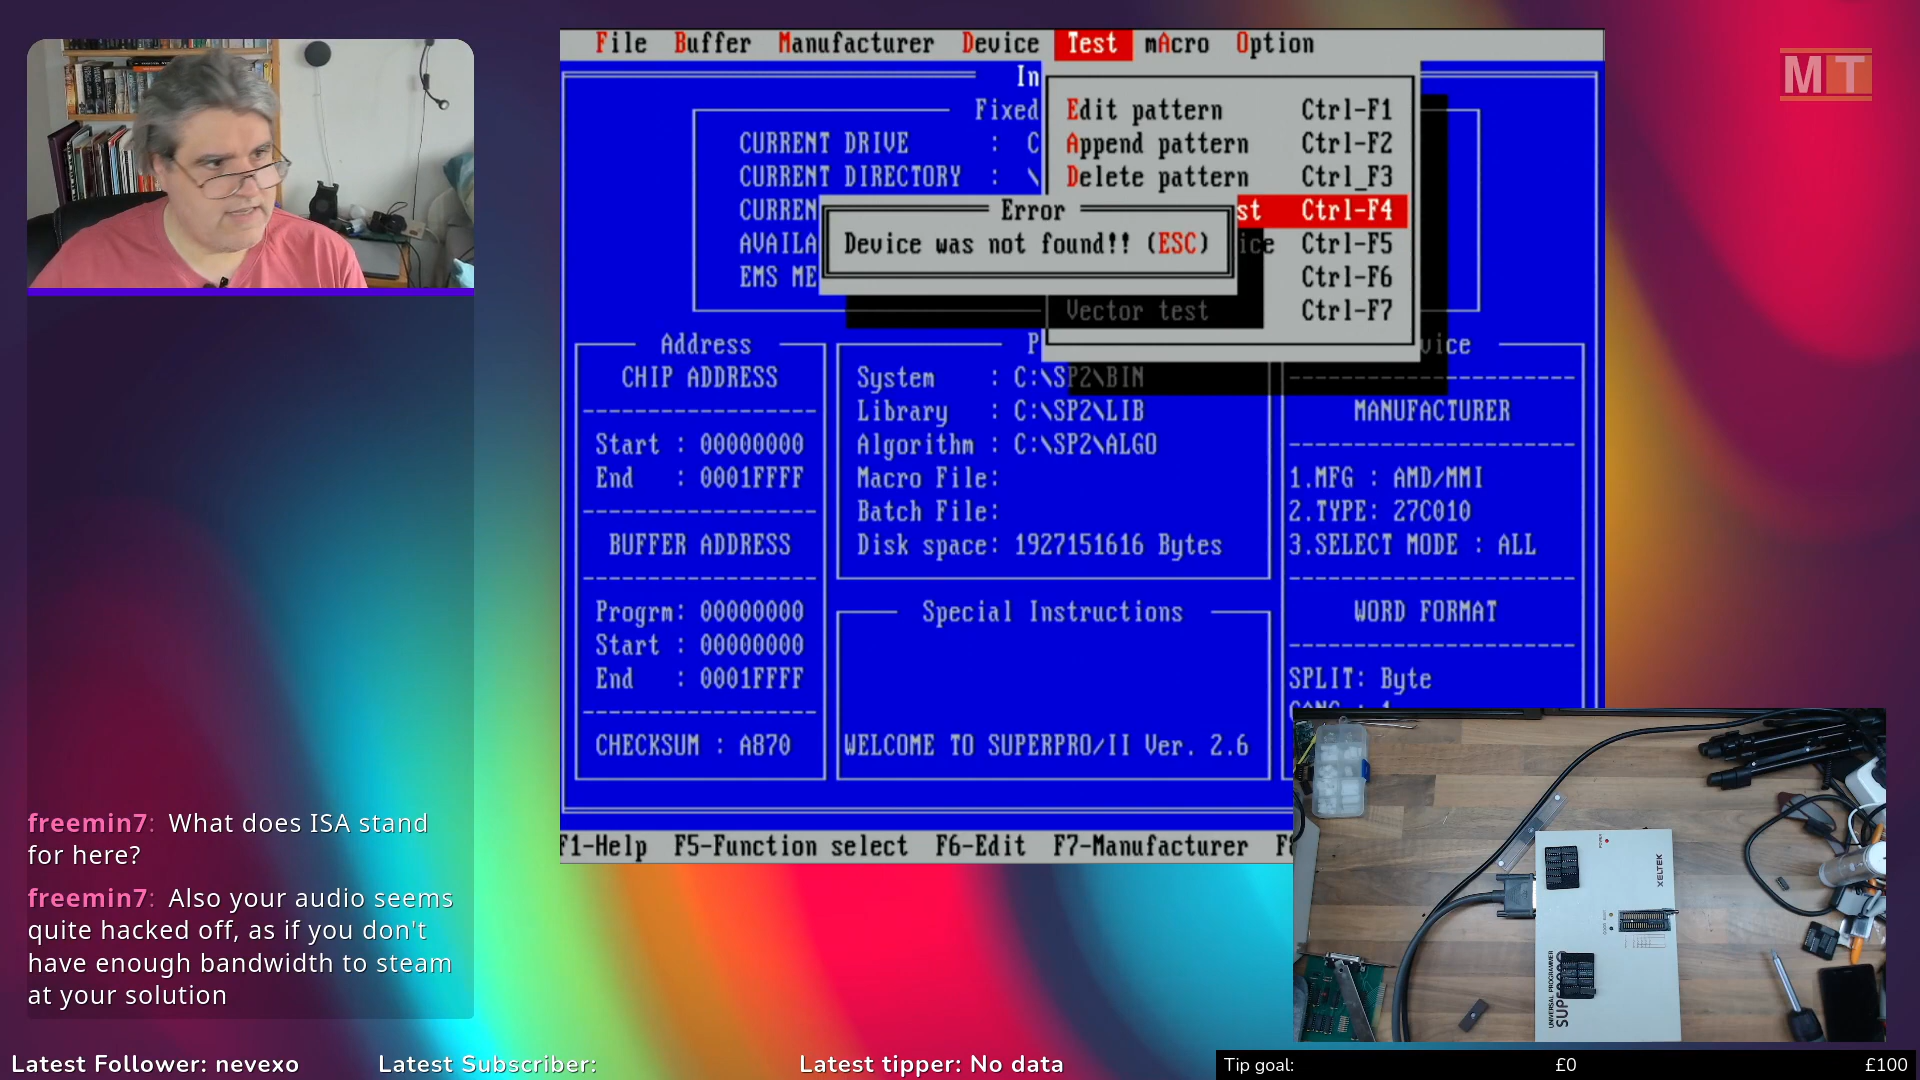 MT
File Buffer Manufacturer Device Test mAcro Option
In
Fixed
Edit pattern Ctrl-F1
Append pattern Ctrl-F2
Delete pattern Ctrl_F3
st Ctrl-F4
ice Ctrl-F5
Ctrl-F6
Vector test Ctrl-F7
CURRENT DRIVE : C
CURRENT DIRECTORY : \
CURREN
AVAILA
EMS ME
Error
Device was not found!! (ESC)
Address
CHIP ADDRESS
Start : 00000000
End : 0001FFFF
BUFFER ADDRESS
Progrm: 00000000
Start : 00000000
End : 0001FFFF
CHECKSUM : A870
P
System : C:\SP2\BIN
Library : C:\SP2\LIB
Algorithm : C:\SP2\ALGO
Macro File:
Batch File:
Disk space: 1927151616 Bytes
Special Instructions
WELCOME TO SUPERPRO/II Ver. 2.6
vice
MANUFACTURER
1.MFG : AMD/MMI
2.TYPE: 27C010
3.SELECT MODE : ALL
WORD FORMAT
SPLIT: Byte
F1-Help F5-Function select F6-Edit F7-Manufacturer
XELTEK
UNIVERSAL PROGRAMMER
freemin7: What does ISA stand
for here?
freemin7: Also your audio seems
quite hacked off, as if you don't
have enough bandwidth to steam
at your solution
Latest Follower: nevexo
Latest Subscriber:
Latest tipper: No data
Tip goal: £0 £100